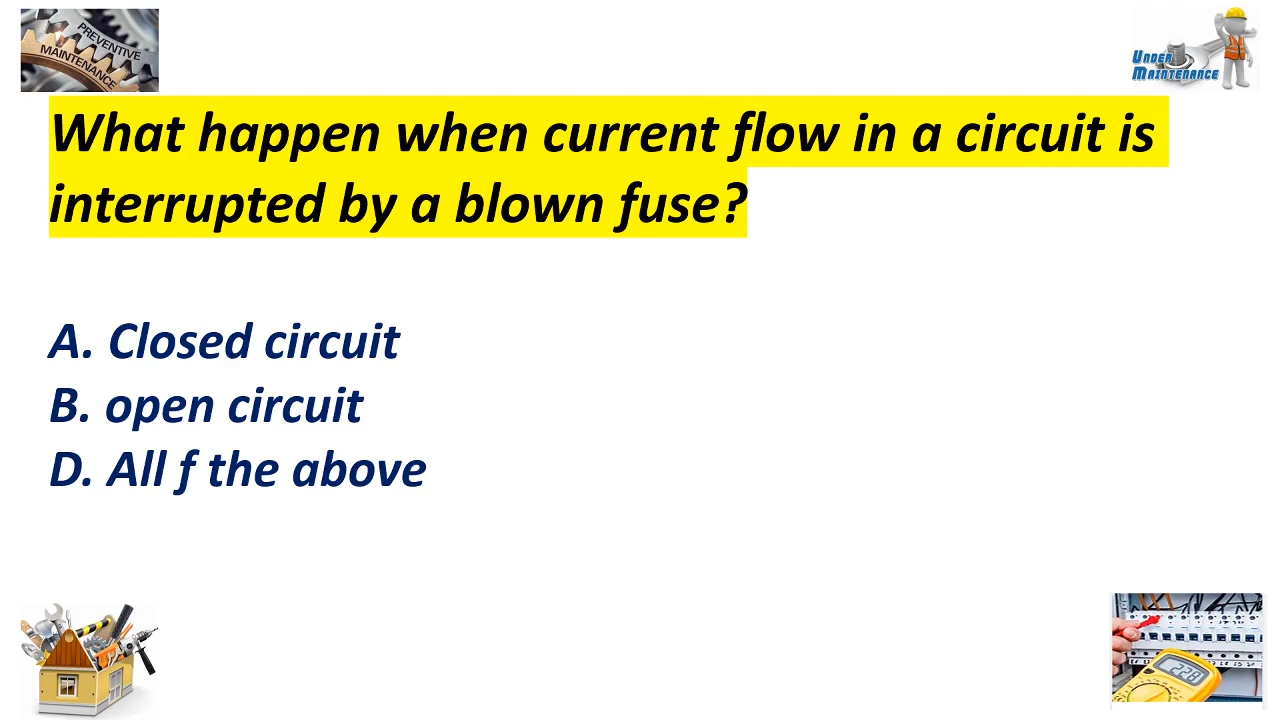 PREVENTIVE
MAINTENANCE
UNDER
MAINTENANCE
What happen when current flow in a circuit is
interrupted by a blown fuse?
A. Closed circuit
B. open circuit
D. All f the above
228